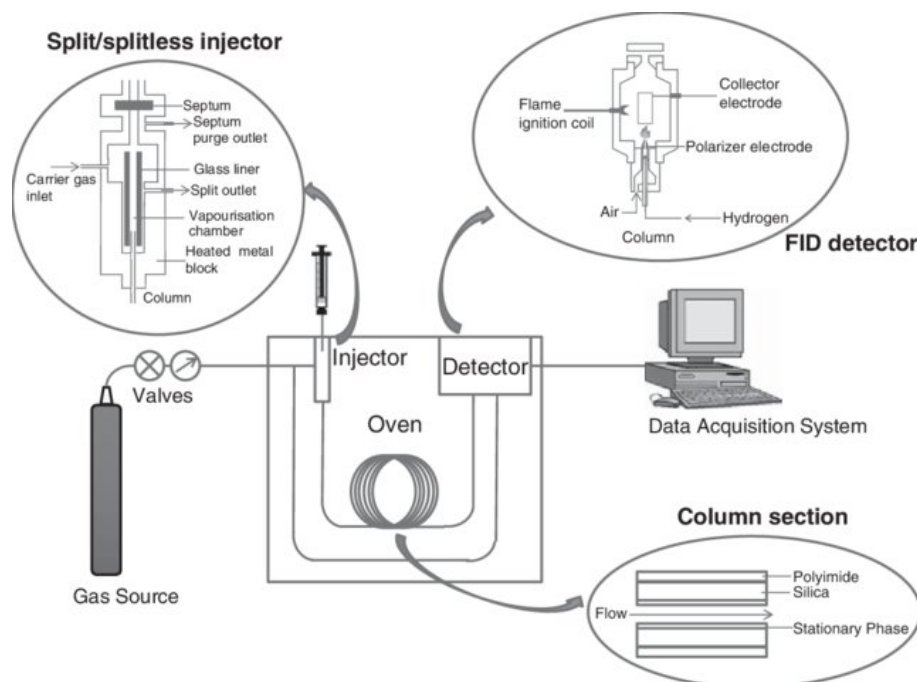 Split/splitless injector
Septum
Septum
purge outlet
Glass liner
Carrier gas
inlet
Split outlet
Vapourisation
chamber
Heated metal
block
Column
Flame
ignition coil
Collector
electrode
Polarizer electrode
Air
Hydrogen
Column
FID detector
Injector
Detector
Valves
Oven
Data Acquisition System
Gas Source
Column section
Polyimide
Silica
Flow
Stationary Phase